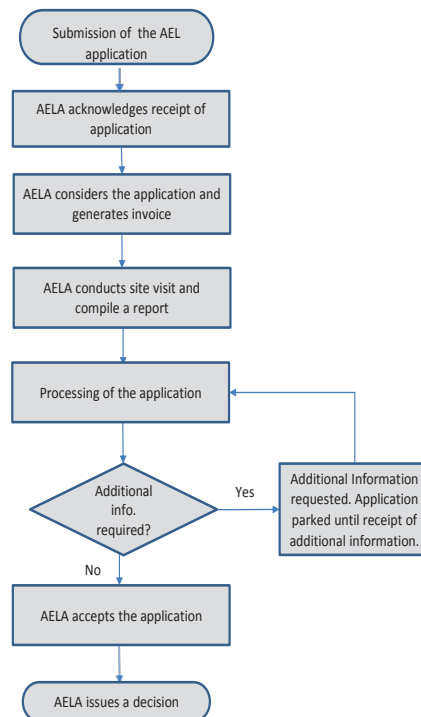 Submission of the AEL
application
AELA acknowledges receipt of
application
AELA considers the application and
generates invoice
AELA conducts site visit and
compile a report
Processing of the application
Additional
info.
required?
Yes
Additional Information
requested. Application
parked until receipt of
additional information.
No
AELA accepts the application
AELA issues a decision